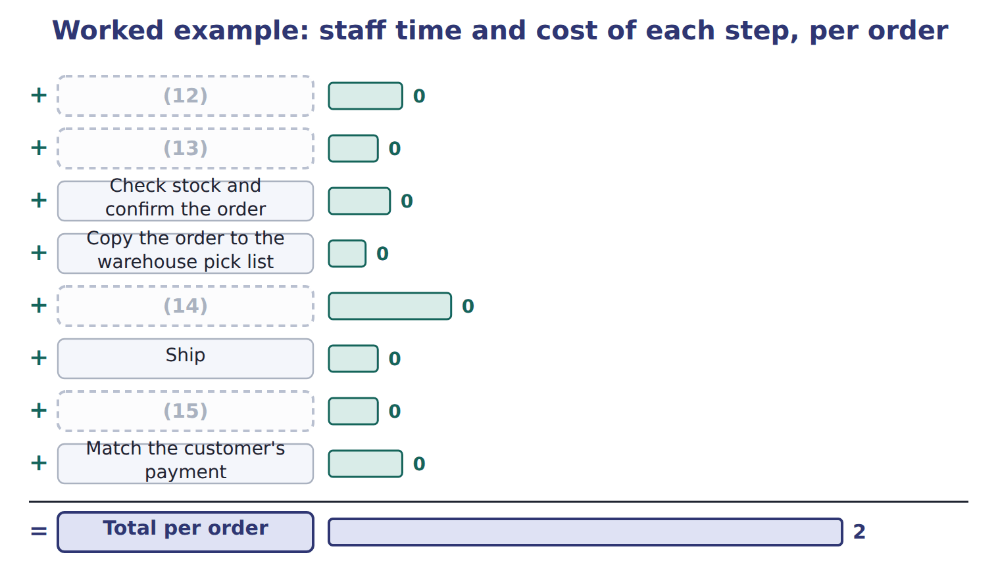 Worked example: staff time and cost of each step, per order
+ (12) 0
+ (13) 0
+ Check stock and
confirm the order 0
+ Copy the order to the
warehouse pick list 0
+ (14) 0
+ Ship 0
+ (15) 0
+ Match the customer's
payment 0
= Total per order 2